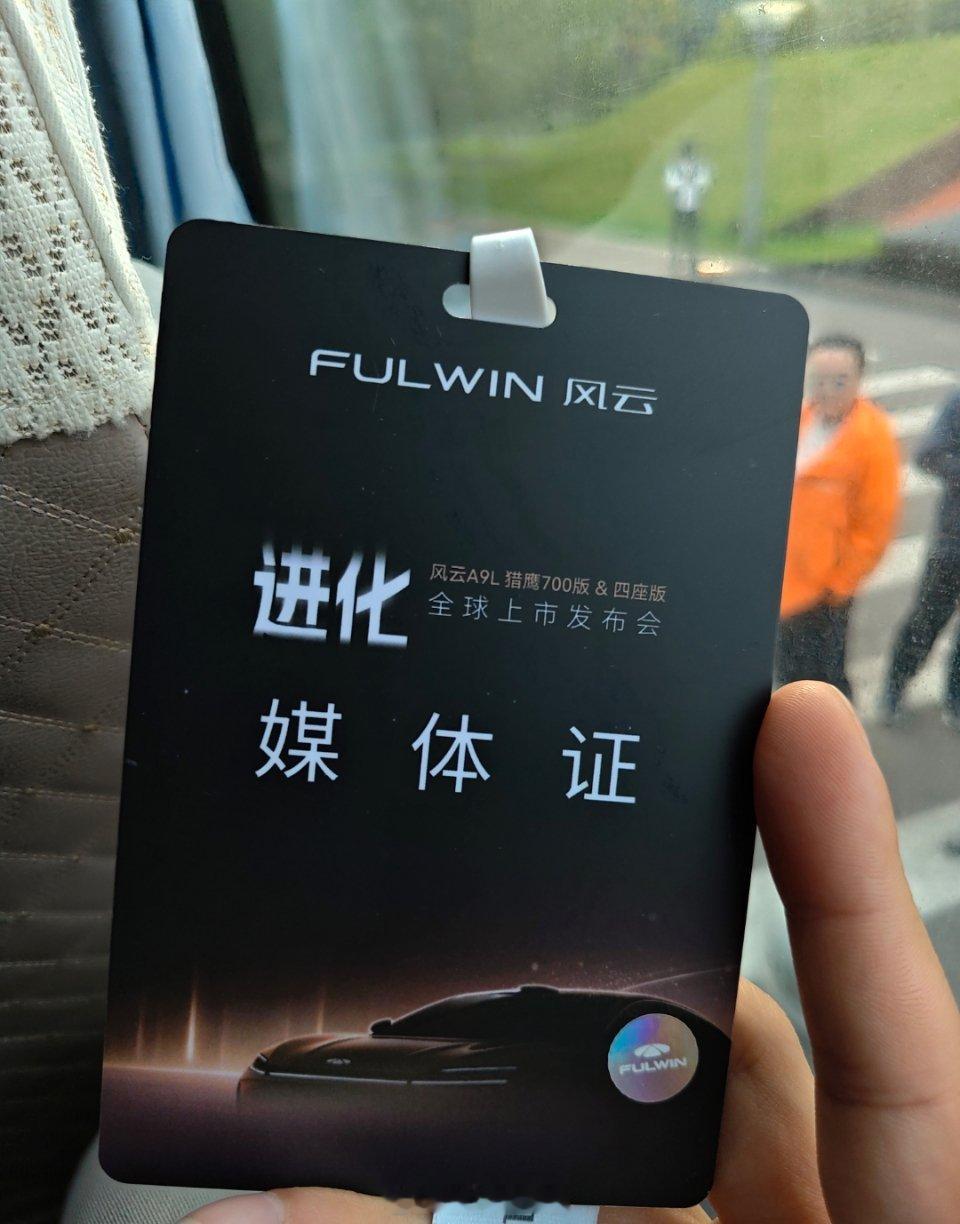 FULWIN 风云
进化
风云A9L 猎鹰700版 & 四座版
全球上市发布会
媒体证
FULWIN